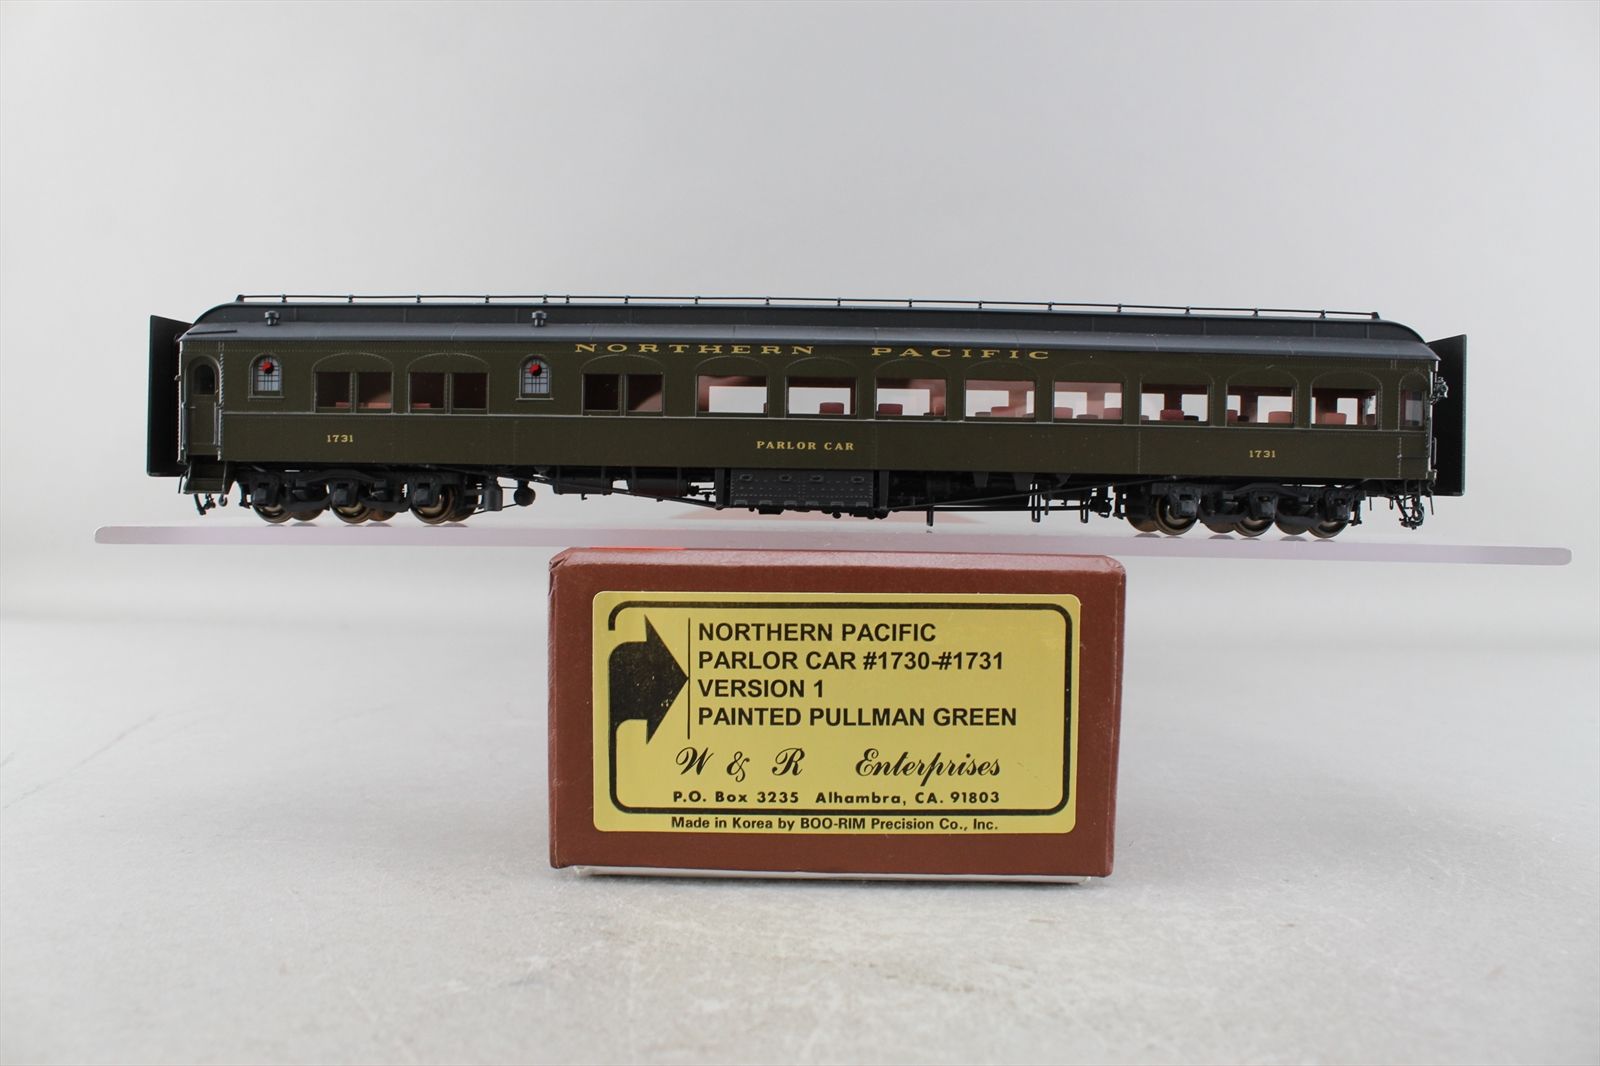 NORTHERN PACIFIC
1731
PARLOR CAR
1731
NORTHERN PACIFIC
PARLOR CAR #1730-#1731
VERSION 1
PAINTED PULLMAN GREEN
W & R Enterprises
P.O. Box 3235 Alhambra, CA. 91803
Made in Korea by BOO-RIM Precision Co., Inc.